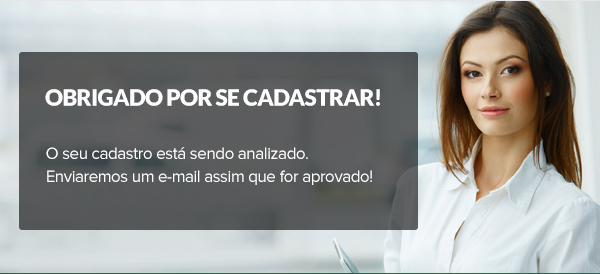 OBRIGADO POR SE CADASTRAR!
O seu cadastro está sendo analizado.
Enviaremos um e-mail assim que for aprovado!